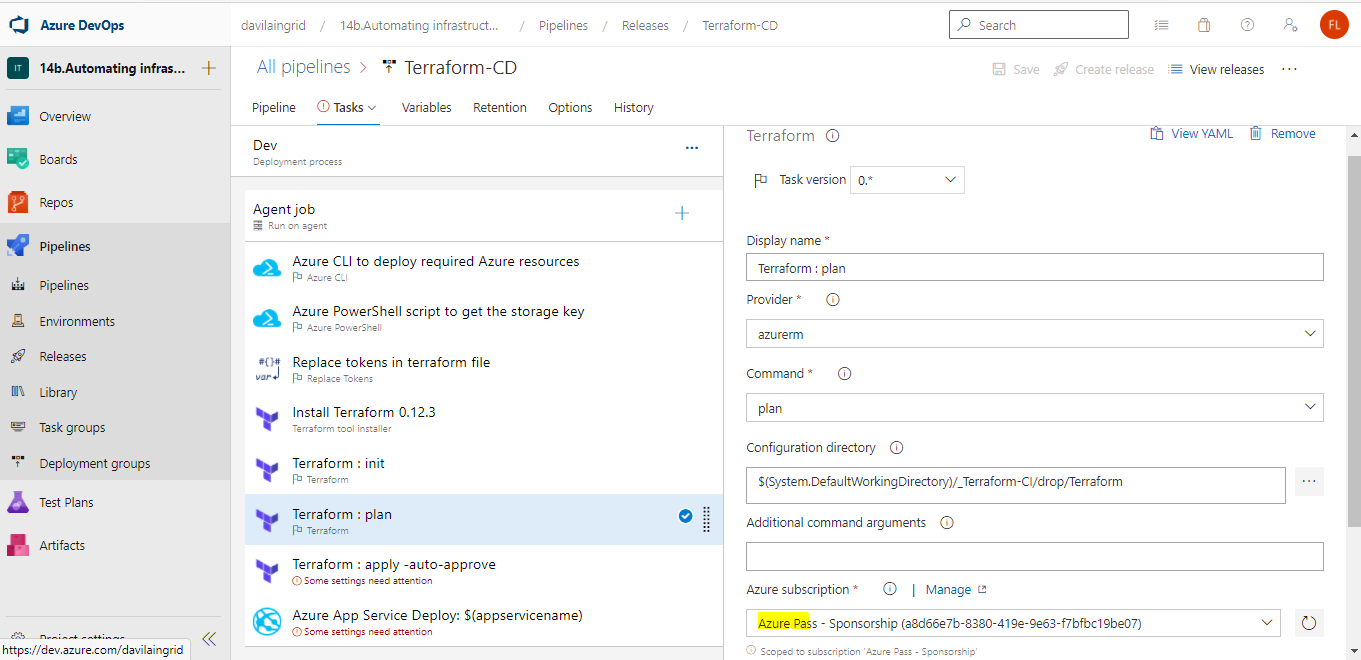 Azure DevOps
davilaingrid / 14b.Automating infrastruct... / Pipelines / Releases / Terraform-CD
Search
FL
IT 14b.Automating infras...
Overview
Boards
Repos
Pipelines
Pipelines
Environments
Releases
Library
Task groups
Deployment groups
Test Plans
Artifacts
Project settings
https://dev.azure.com/davilaingrid
All pipelines > Terraform-CD
Save Create release View releases ...
Pipeline Tasks Variables Retention Options History
Dev
Deployment process
...
Agent job
Run on agent
Azure CLI to deploy required Azure resources
Azure CLI
Azure PowerShell script to get the storage key
Azure PowerShell
#{}#
var
Replace tokens in terraform file
Replace Tokens
Install Terraform 0.12.3
Terraform tool installer
Terraform : init
Terraform
Terraform : plan
Terraform
Terraform : apply -auto-approve
Some settings need attention
Azure App Service Deploy: $(appservicename)
Some settings need attention
Terraform
View YAML Remove
Task version 0.*
Display name *
Terraform : plan
Provider *
azurerm
Command *
plan
Configuration directory
$(System.DefaultWorkingDirectory)/_Terraform-CI/drop/Terraform
...
Additional command arguments
Azure subscription * | Manage
Azure Pass - Sponsorship (a8d66e7b-8380-419e-9e63-f7bfbc19be07)
Scoped to subscription 'Azure Pass - Sponsorship'